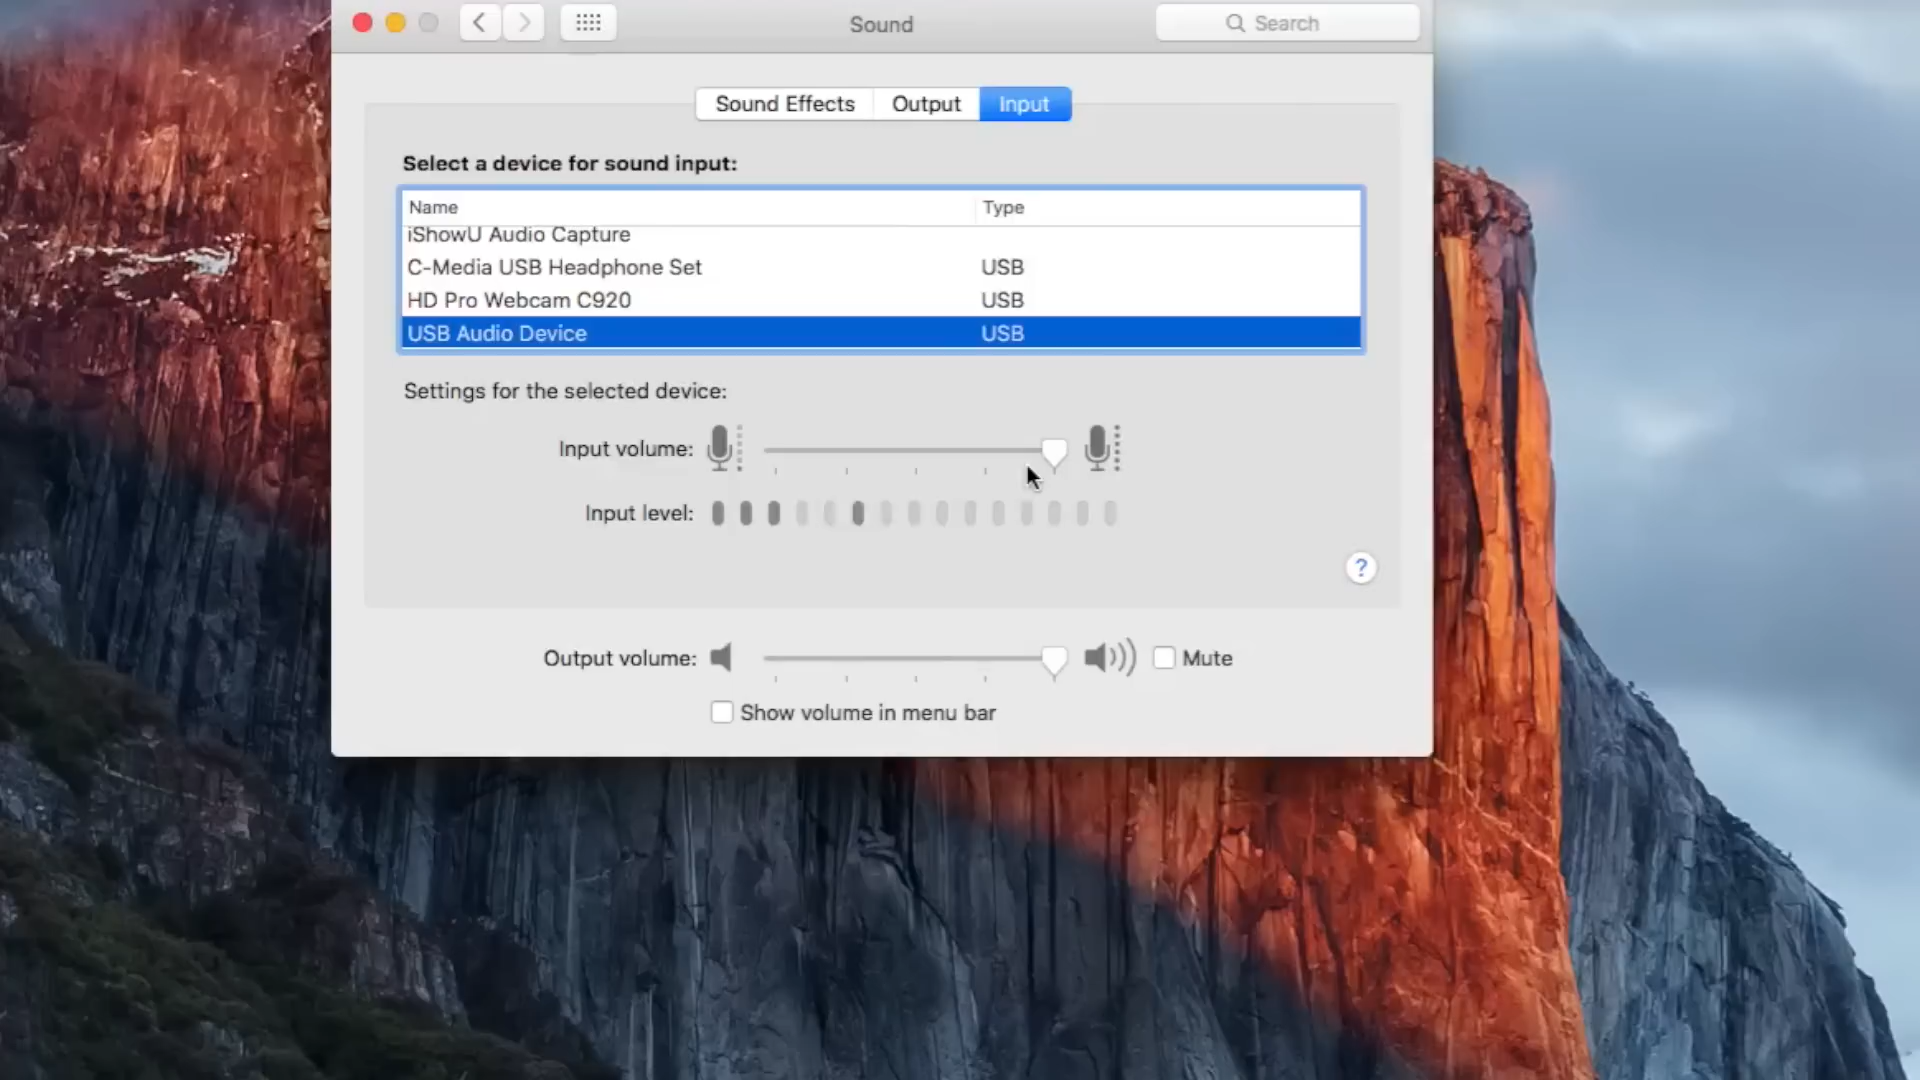 Sound
Search
Sound Effects
Output
Input
Select a device for sound input:
Name Type
iShowU Audio Capture
C-Media USB Headphone Set USB
HD Pro Webcam C920 USB
USB Audio Device USB
Settings for the selected device:
Input volume:
Input level:
?
Output volume:
Mute
Show volume in menu bar